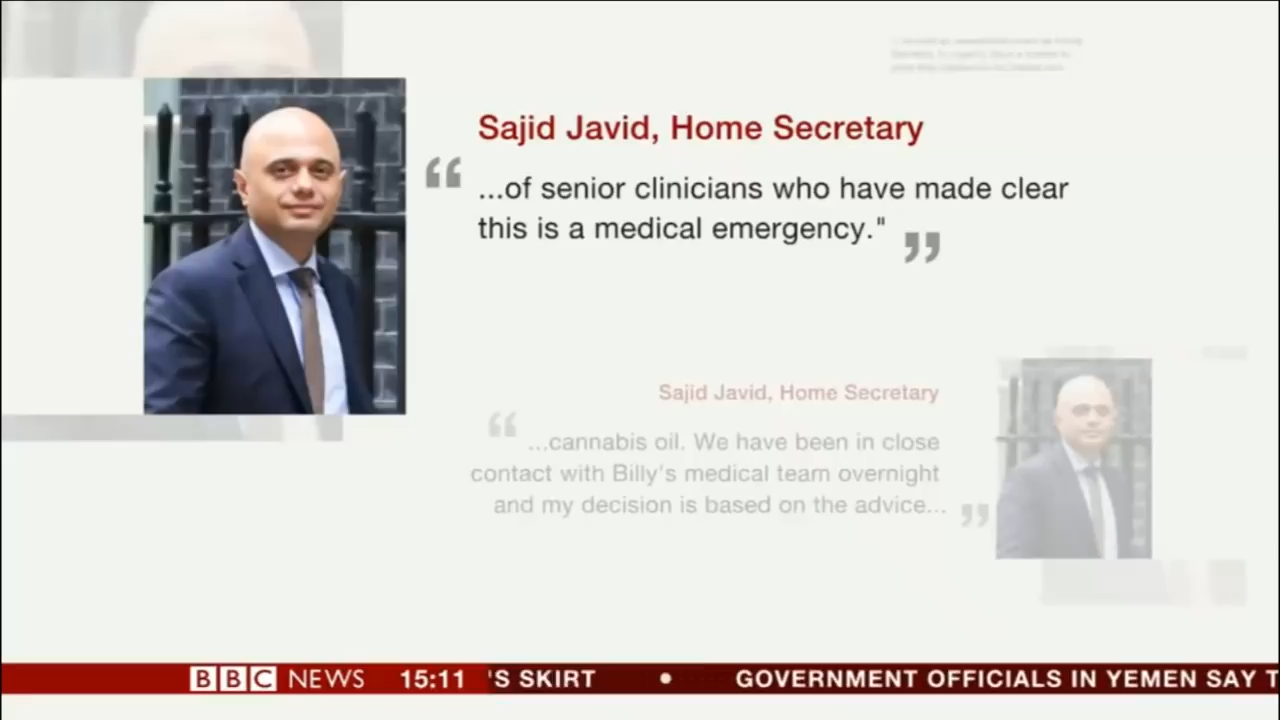 Sajid Javid, Home Secretary
“ ...of senior clinicians who have made clear
this is a medical emergency." ”
Sajid Javid, Home Secretary
“ ...cannabis oil. We have been in close
contact with Billy's medical team overnight
and my decision is based on the advice... ”
BBC NEWS 15:11 'S SKIRT • GOVERNMENT OFFICIALS IN YEMEN SAY T